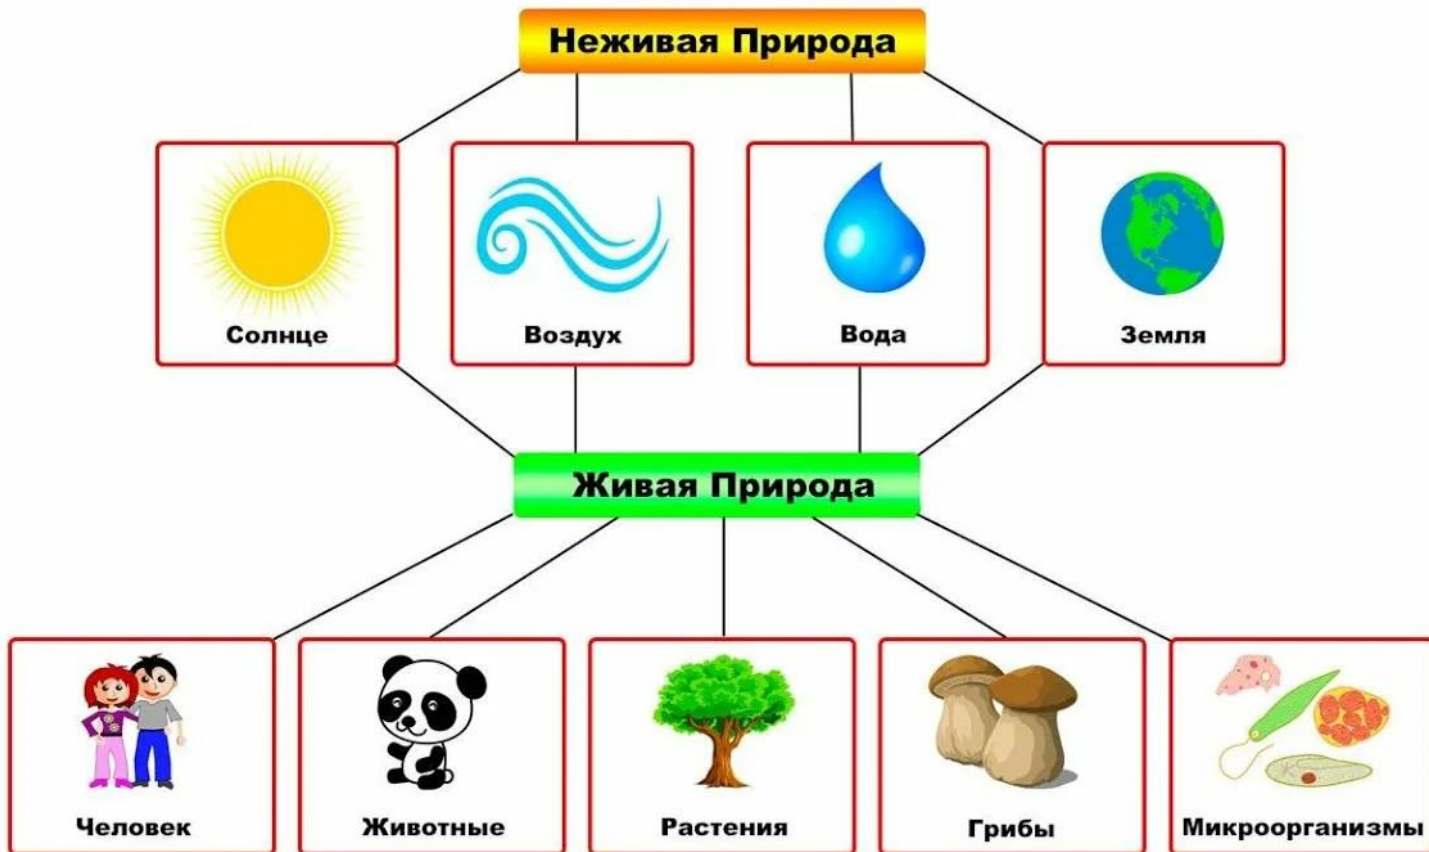 Неживая Природа
Солнце
Воздух
Вода
Земля
Живая Природа
Человек
Животные
Растения
Грибы
Микроорганизмы